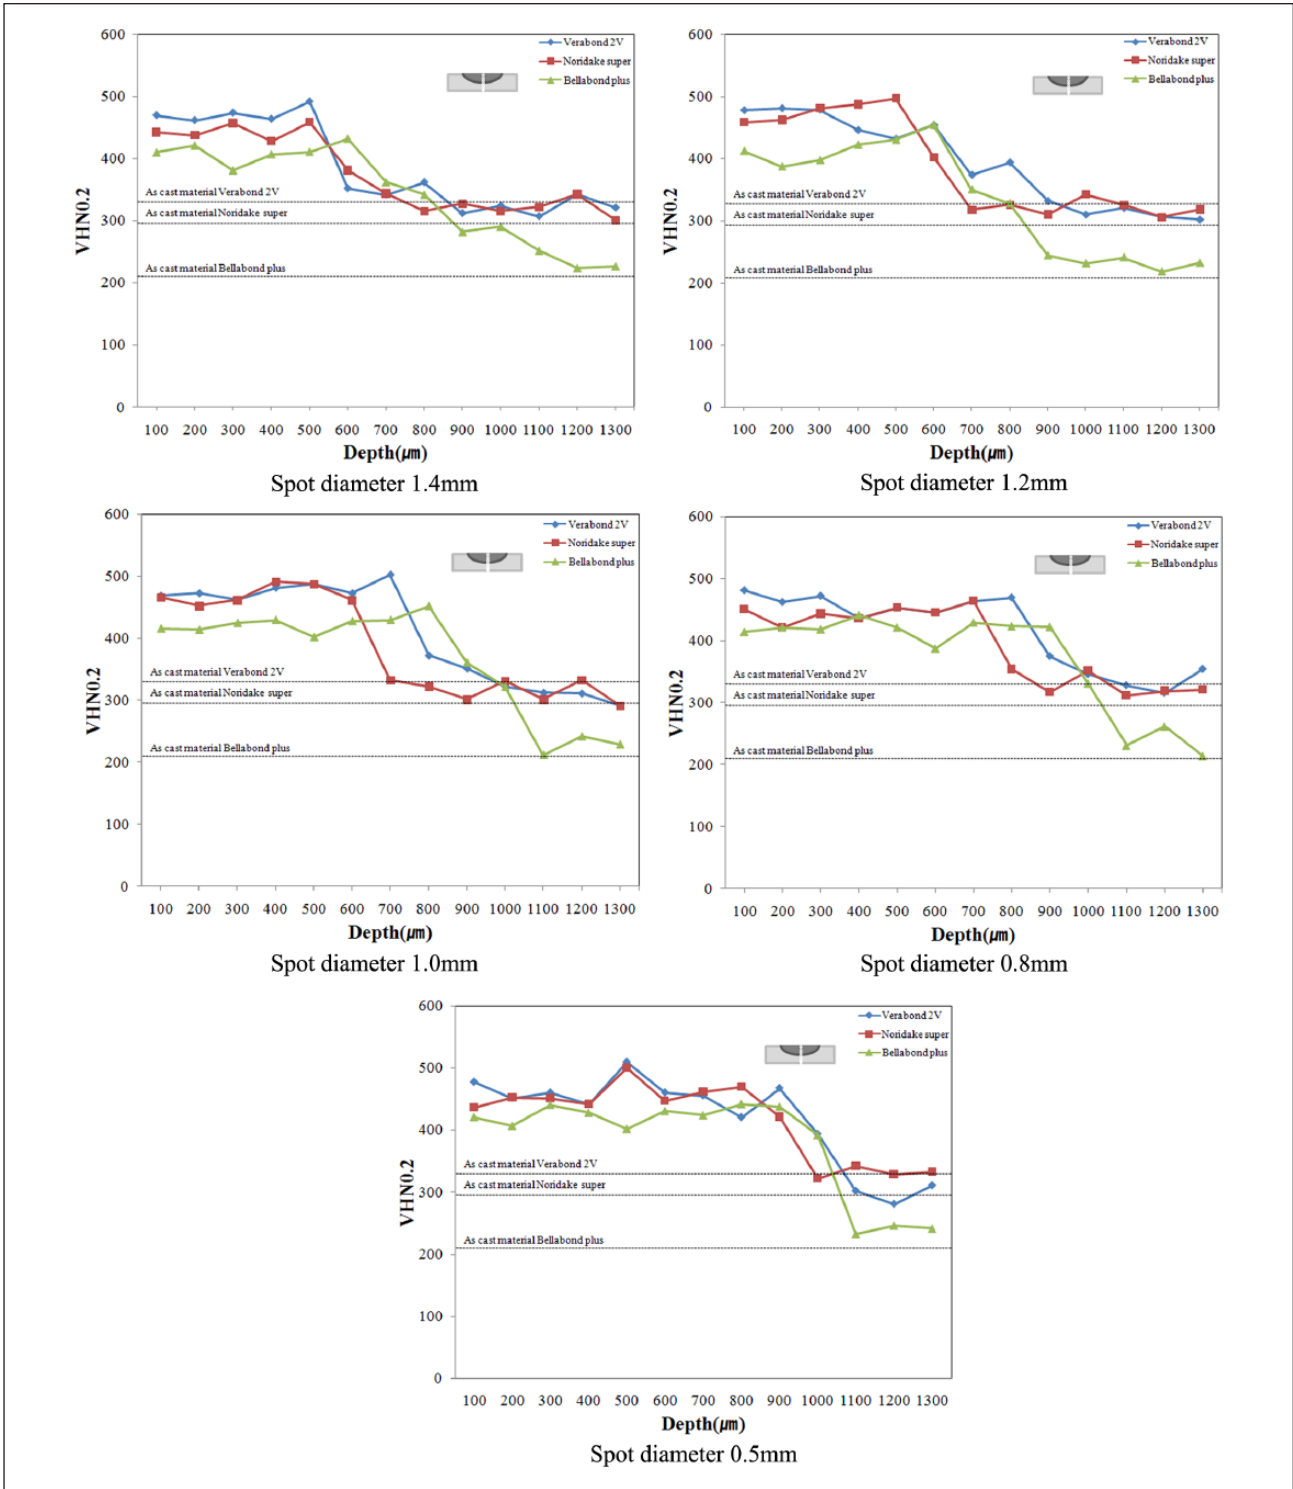 600
500
400
300
200
100
0
VHN0.2
Verabond 2V
Noridake super
Bellabond plus
As cast material Verabond 2V
As cast material Noridake super
As cast material Bellabond plus
100 200 300 400 500 600 700 800 900 1000 1100 1200 1300
Depth(㎛)
Spot diameter 1.4mm
600
500
400
300
200
100
0
VHN0.2
Verabond 2V
Noridake super
Bellabond plus
As cast material Verabond 2V
As cast material Noridake super
As cast material Bellabond plus
100 200 300 400 500 600 700 800 900 1000 1100 1200 1300
Depth(㎛)
Spot diameter 1.2mm
600
500
400
300
200
100
0
VHN0.2
Verabond 2V
Noridake super
Bellabond plus
As cast material Verabond 2V
As cast material Noridake super
As cast material Bellabond plus
100 200 300 400 500 600 700 800 900 1000 1100 1200 1300
Depth(㎛)
Spot diameter 1.0mm
600
500
400
300
200
100
0
VHN0.2
Verabond 2V
Noridake super
Bellabond plus
As cast material Verabond 2V
As cast material Noridake super
As cast material Bellabond plus
100 200 300 400 500 600 700 800 900 1000 1100 1200 1300
Depth(㎛)
Spot diameter 0.8mm
600
500
400
300
200
100
0
VHN0.2
Verabond 2V
Noridake super
Bellabond plus
As cast material Verabond 2V
As cast material Noridake super
As cast material Bellabond plus
100 200 300 400 500 600 700 800 900 1000 1100 1200 1300
Depth(㎛)
Spot diameter 0.5mm